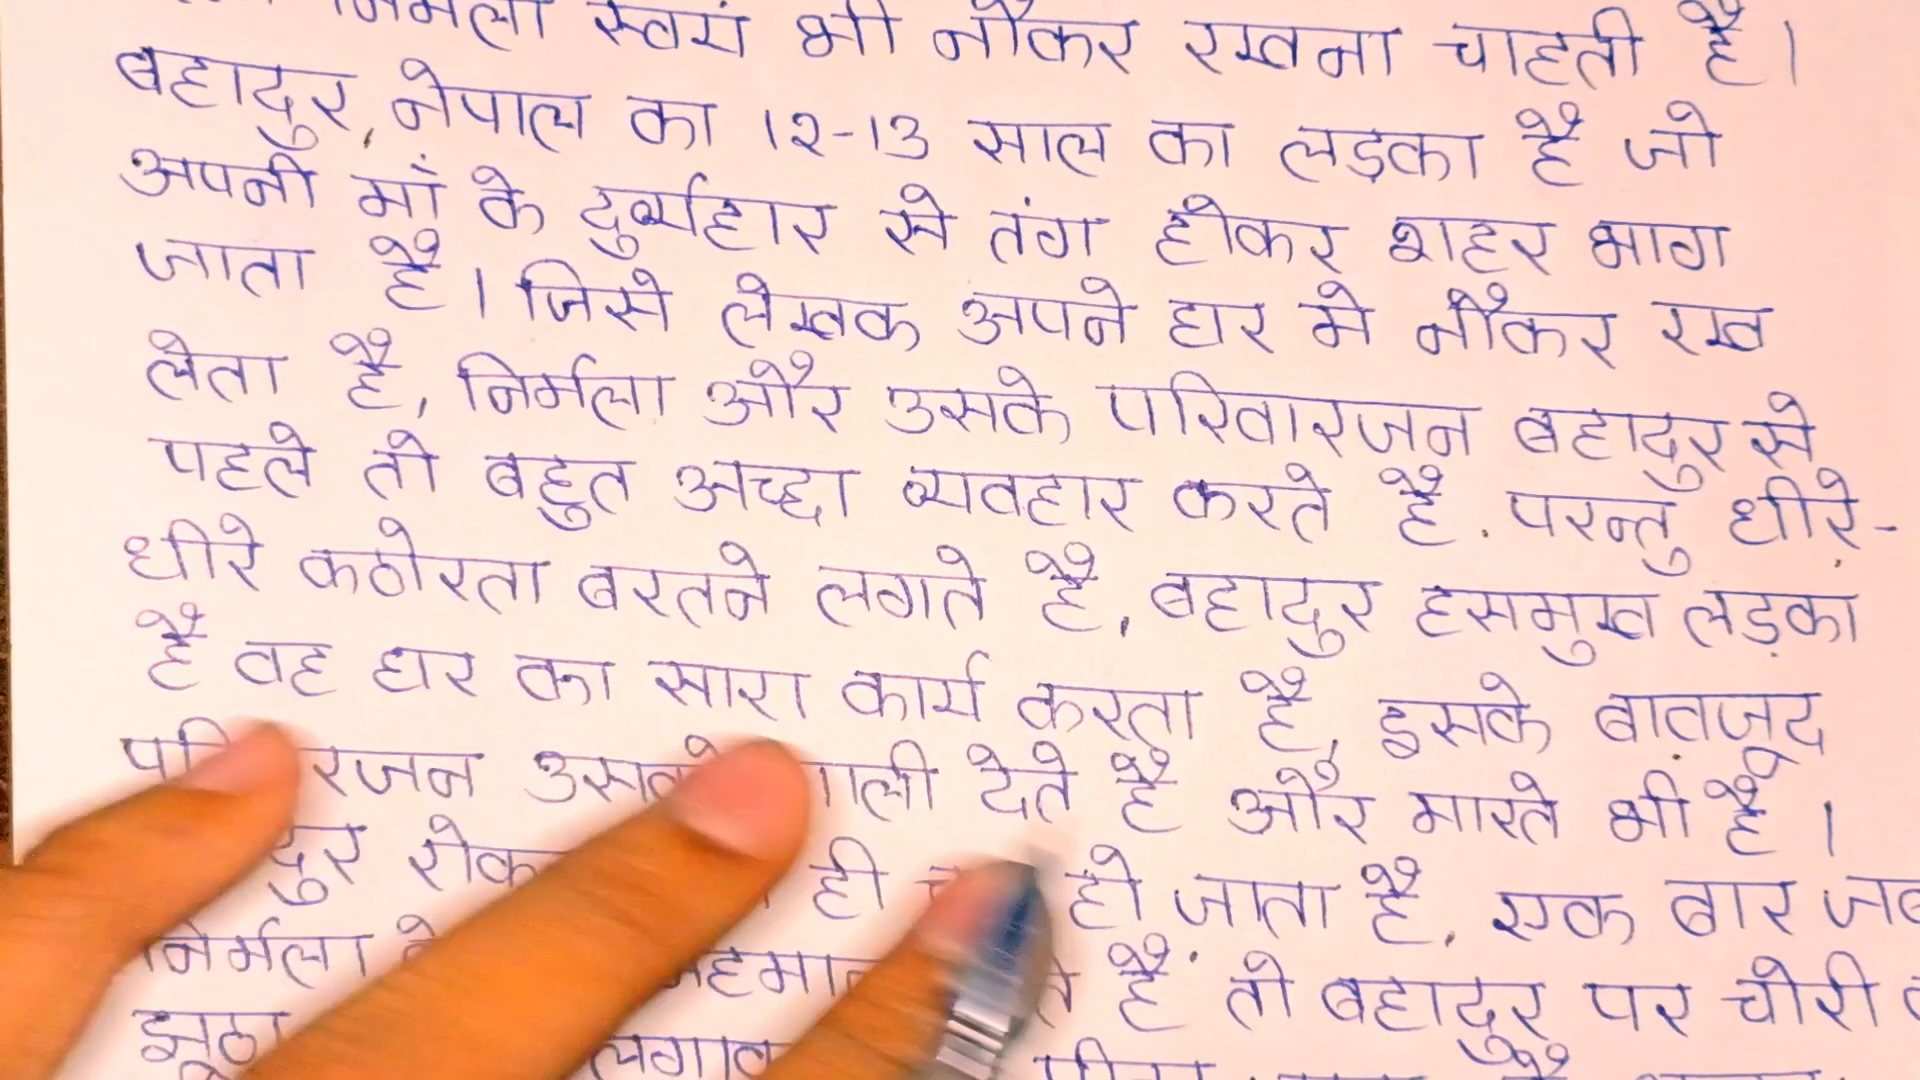 निर्मला स्वयं भी नौकर रखना चाहती है।
बहादुर, नेपाल का 12-13 साल का लड़का है जो
अपनी माँ के दुर्व्यहार से तंग होकर शहर भाग
जाता है। जिसे लेखक अपने घर मे नौकर रख
लेता है, निर्मला और उसके परिवारजन बहादुर से
पहले तो बहुत अच्छा व्यवहार करते है. परन्तु धीरे-
धीरे कठोरता बरतने लगते है, बहादुर हसमुख लड़का
है वह घर का सारा कार्य करता है, इसके बावजूद
रजन गाली देते है और मारते भी है।
ही हो जाता है, एक बार जब
निर्मला है तो बहादुर पर चोरी
झूठा